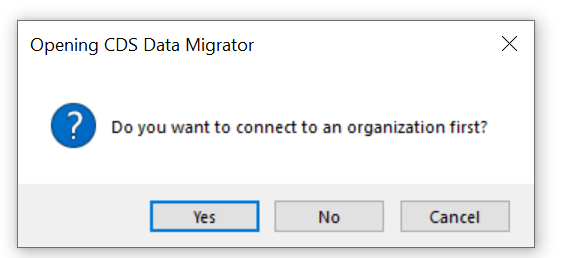 Opening CDS Data Migrator
Do you want to connect to an organization first?
Yes No Cancel